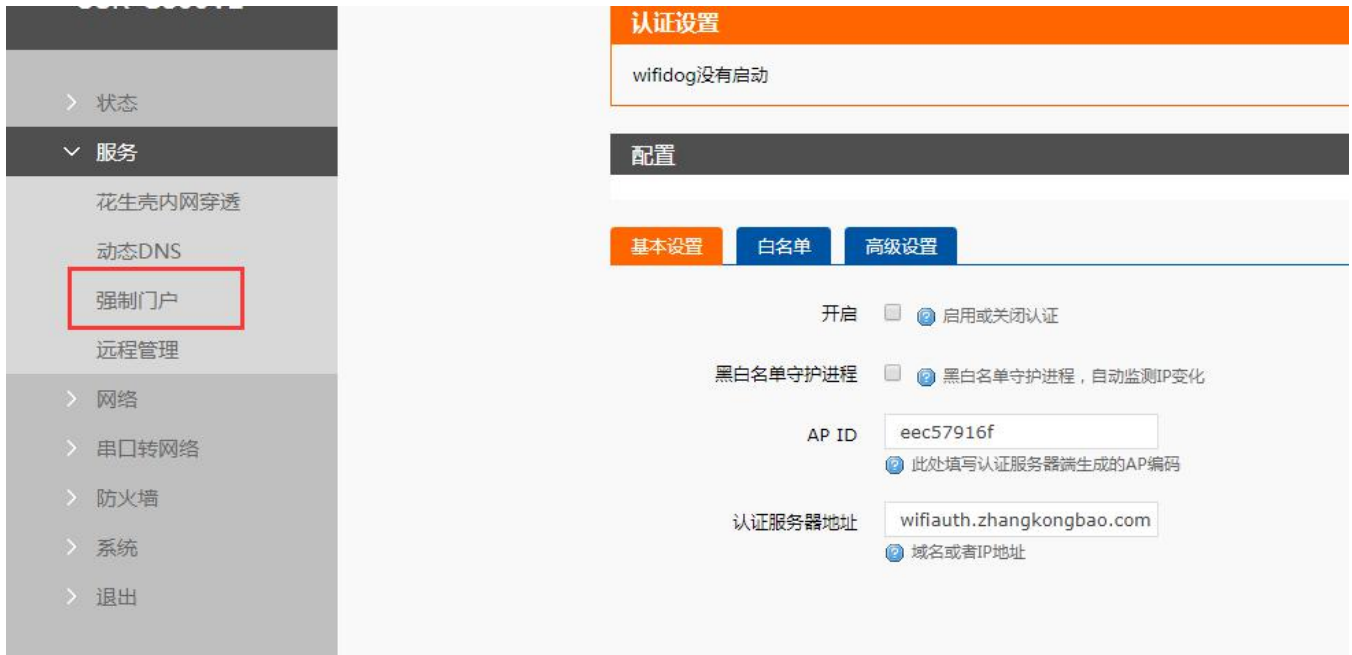 认证设置
wifidog没有启动
状态
服务
花生壳内网穿透
动态DNS
强制门户
远程管理
网络
串口转网络
防火墙
系统
退出
配置
基本设置 白名单 高级设置
开启 启用或关闭认证
黑白名单守护进程 黑白名单守护进程，自动监测IP变化
AP ID eec57916f
此处填写认证服务器端生成的AP编码
认证服务器地址 wifiauth.zhangkongbao.com
域名或者IP地址